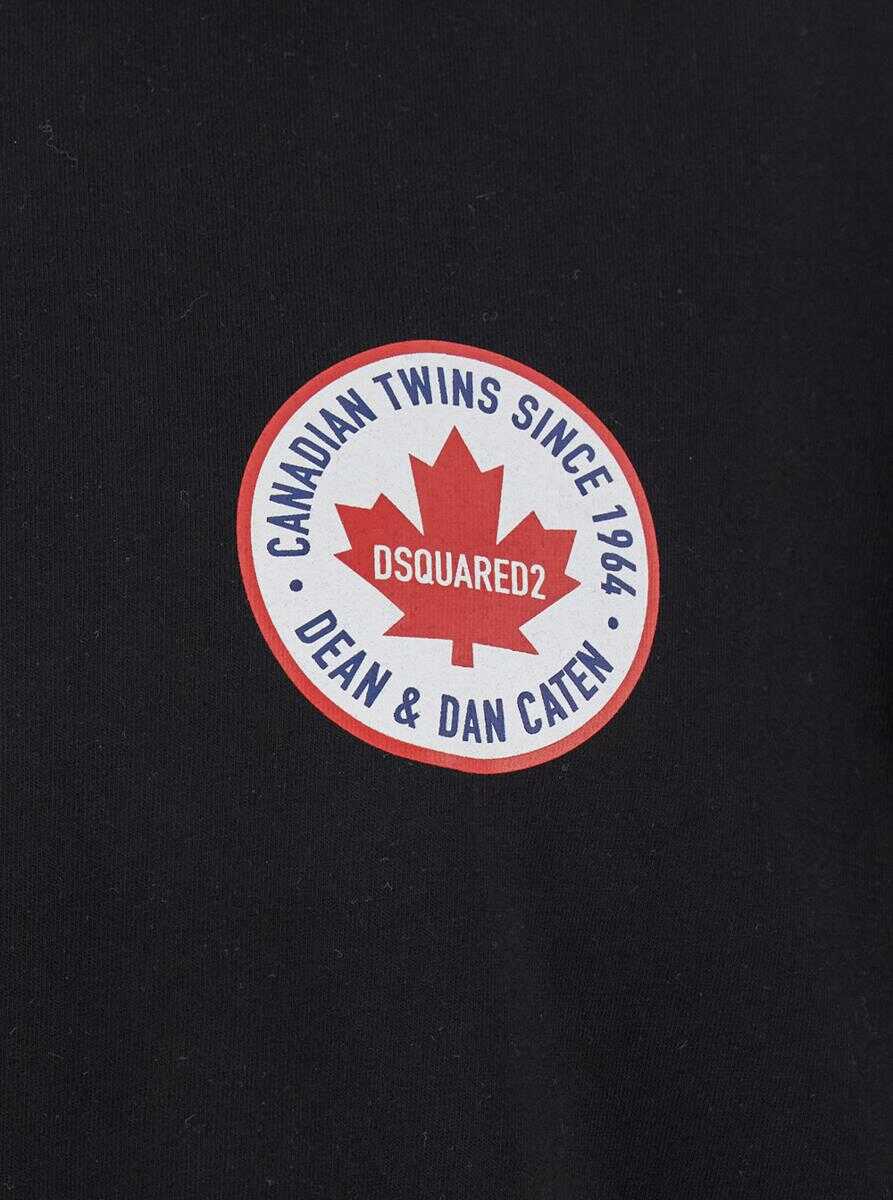 CANADIAN TWINS SINCE 1964
DSQUARED2
• DEAN & DAN CATEN •